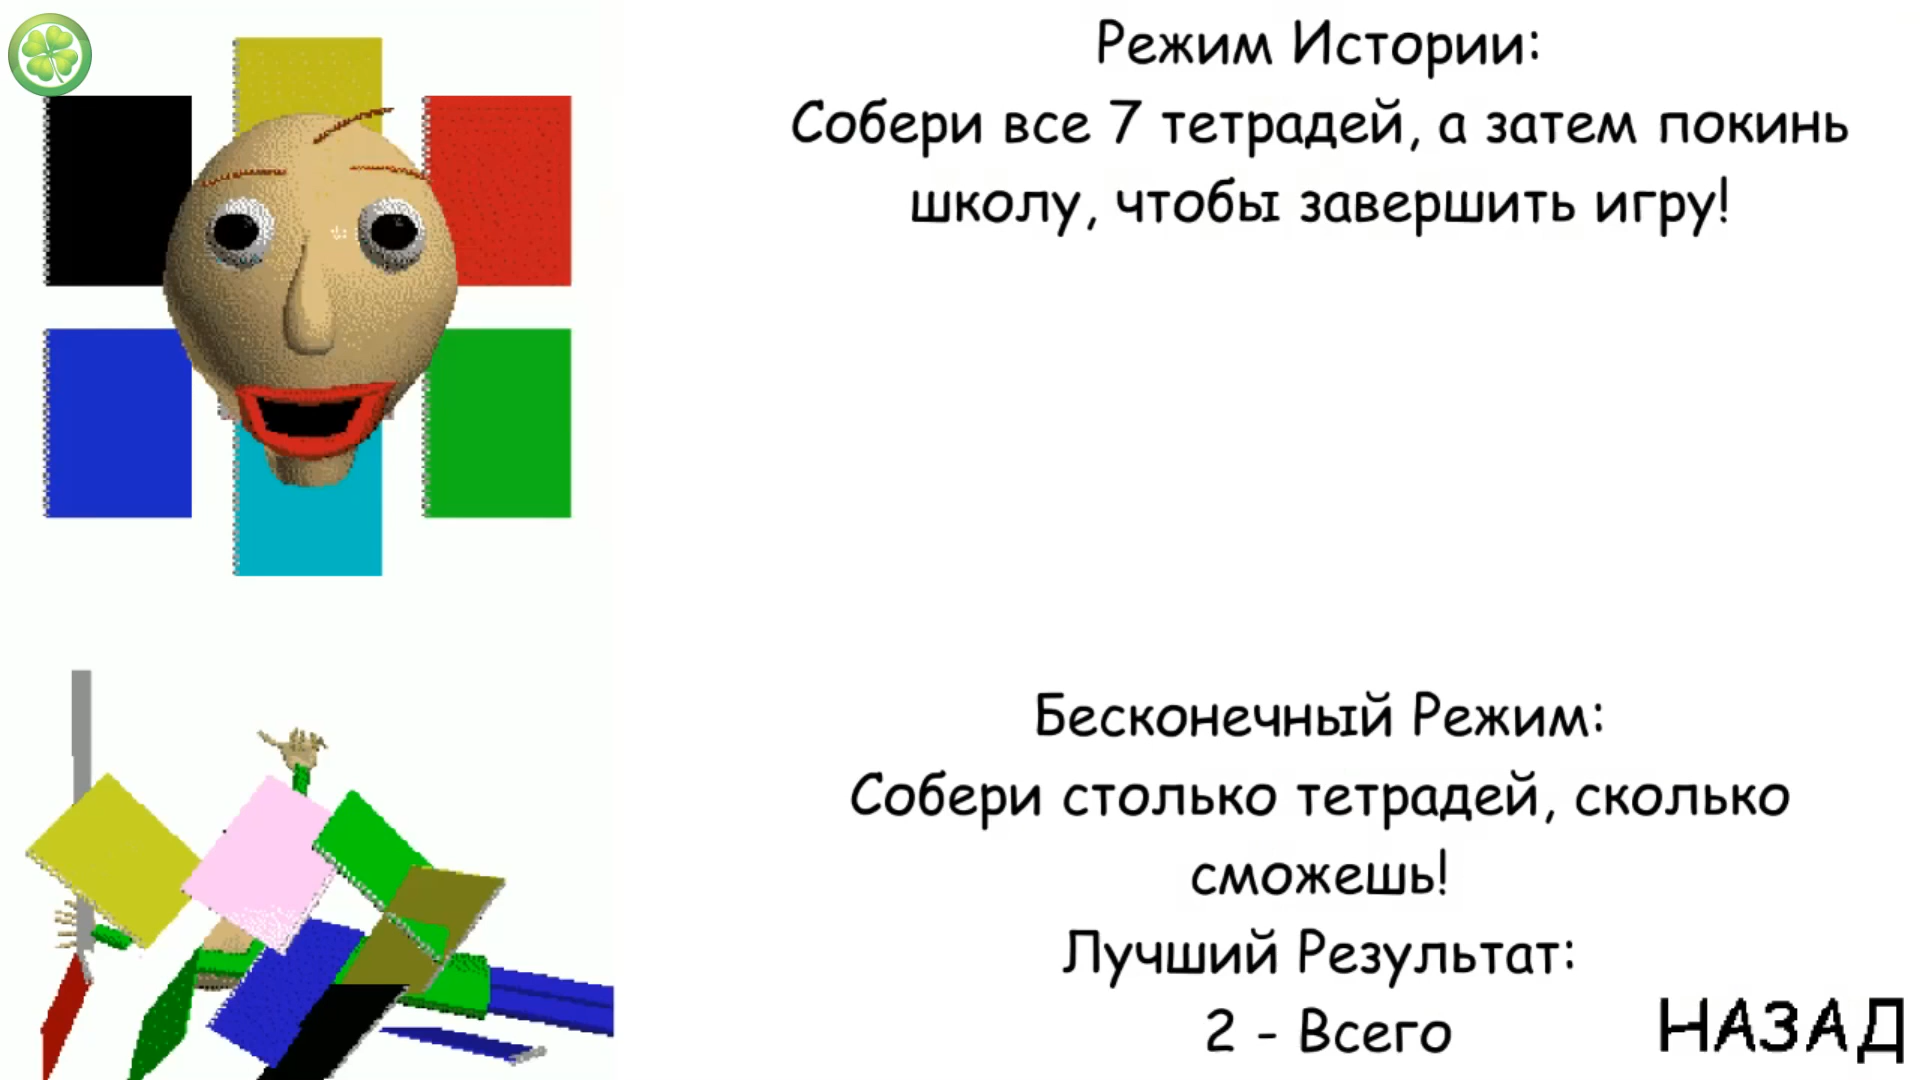 Режим Истории:
Собери все 7 тетрадей, а затем покинь
школу, чтобы завершить игру!
Бесконечный Режим:
Собери столько тетрадей, сколько
сможешь!
Лучший Результат:
2 - Всего
НАЗАД